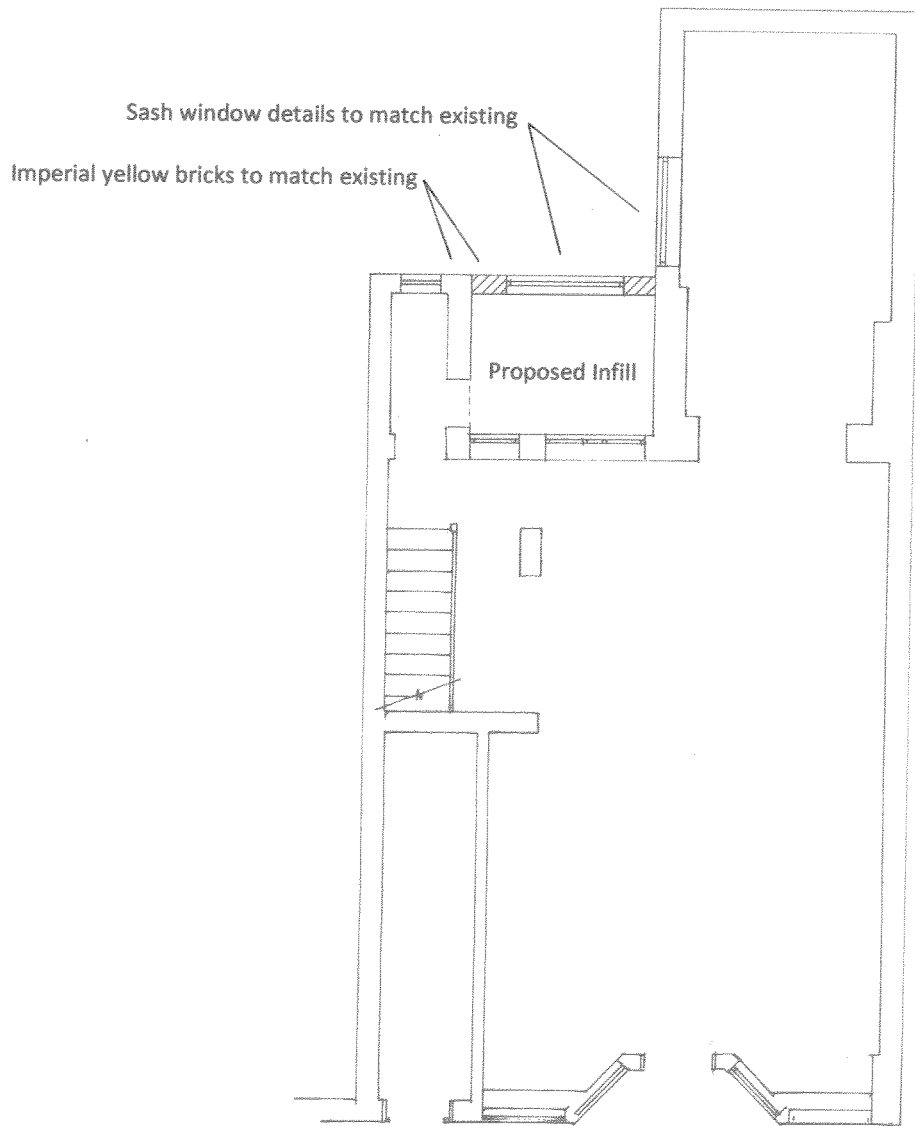 Sash window details to match existing
Imperial yellow bricks to match existing
Proposed Infill